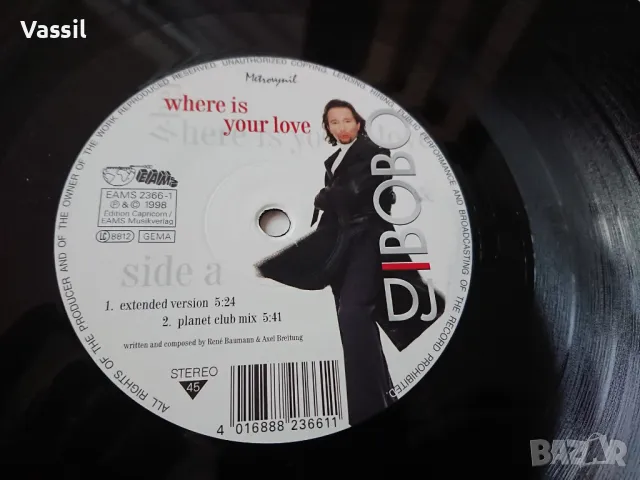 Vassil
ALL RIGHTS OF THE PRODUCER AND OF THE OWNER OF THE WORK REPRODUCED RESERVED. UNAUTHORIZED COPYING, LENDING, HIRING, PUBLIC PERFORMANCE AND BROADCASTING OF THE RECORD PROHIBITED.
Metrovynil
where is
your love
DJ BOBO
EAMS
EAMS 2366-1
Ⓟ & © 1998
Edition Capricorn/
EAMS Musikverlag
LC 8812 GEMA
side a
1. extended version 5:24
2. planet club mix 5:41
written and composed by René Baumann & Axel Breitung
STEREO
45
4 016888 236611
BAZAR